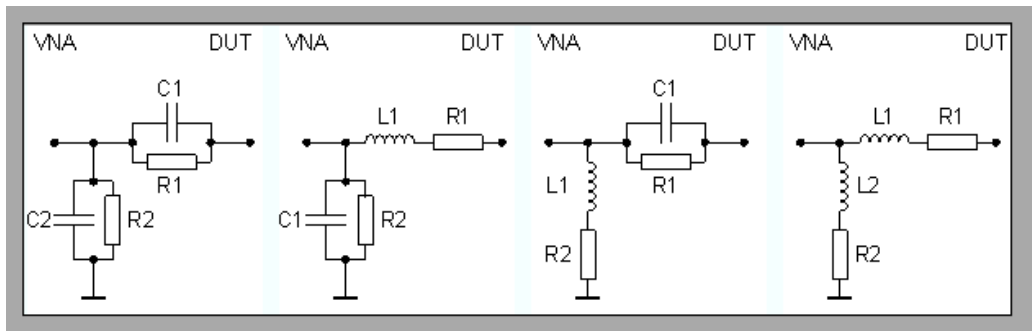 VNA DUT VNA DUT VNA DUT VNA DUT
C1 C1
L1 R1 L1 R1
R1 L1 R1 L2
C2 R2 C1 R2
R2 R2